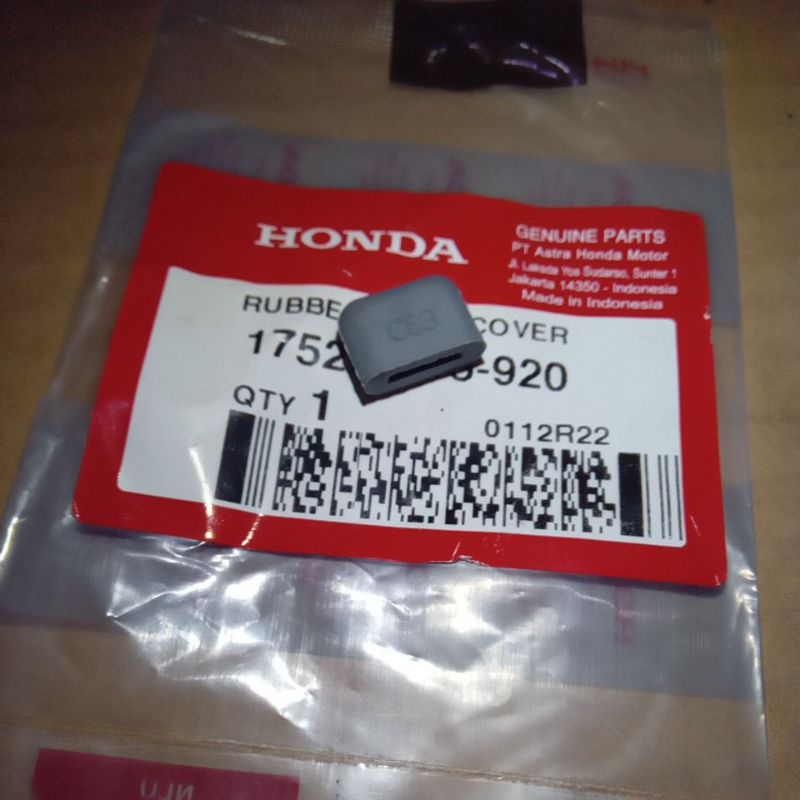 HONDA
GENUINE PARTS
PT Astra Honda Motor
Jl. Laksda Yos Sudarso, Sunter 1
Jakarta 14350 - Indonesia
Made in Indonesia
COVER
-920
QTY 1
0112R22